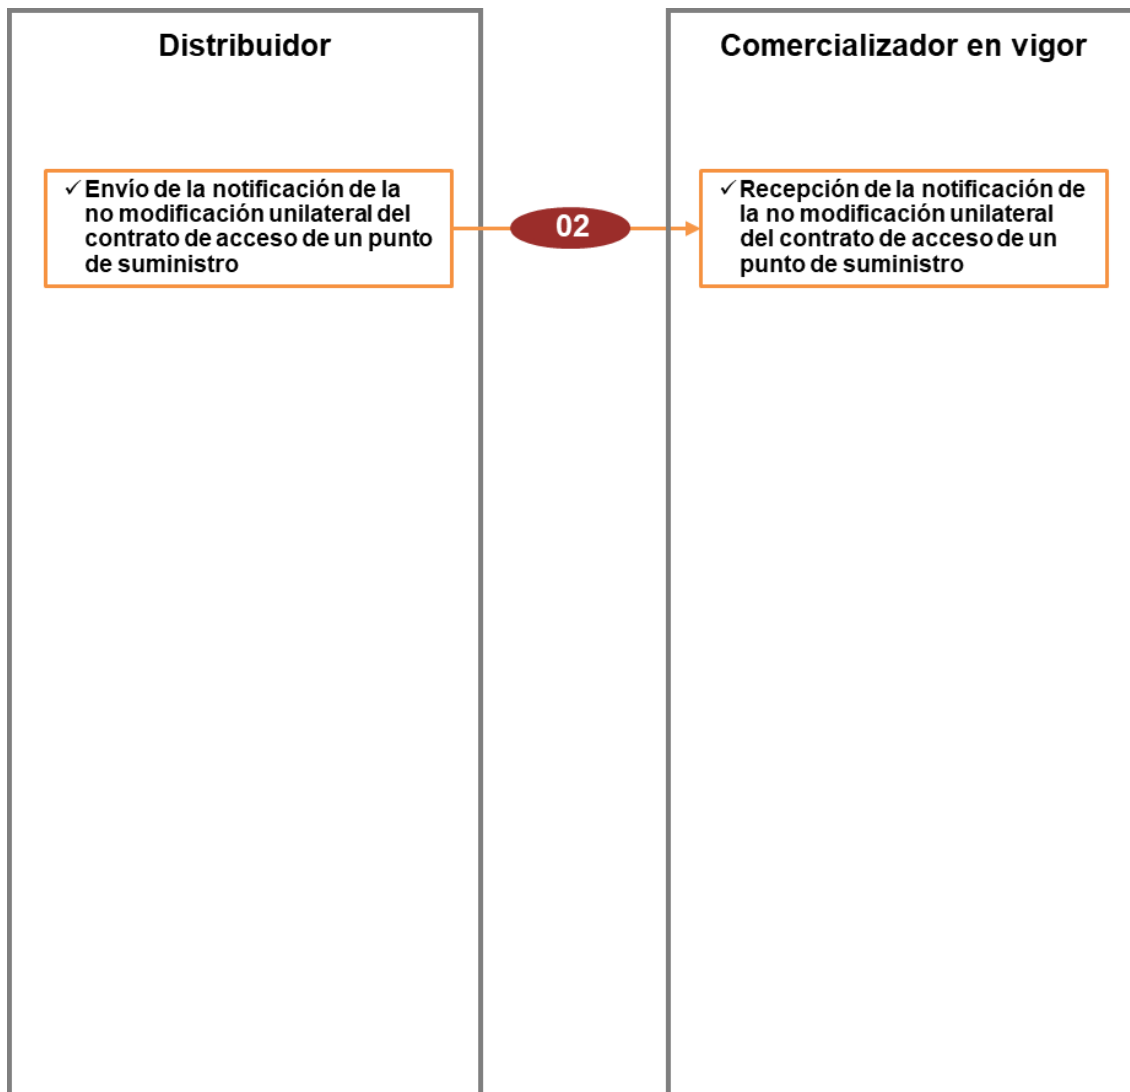 Distribuidor
Comercializador en vigor
✓ Envío de la notificación de la
no modificación unilateral del
contrato de acceso de un punto
de suministro
02
✓ Recepción de la notificación de
la no modificación unilateral
del contrato de acceso de un
punto de suministro